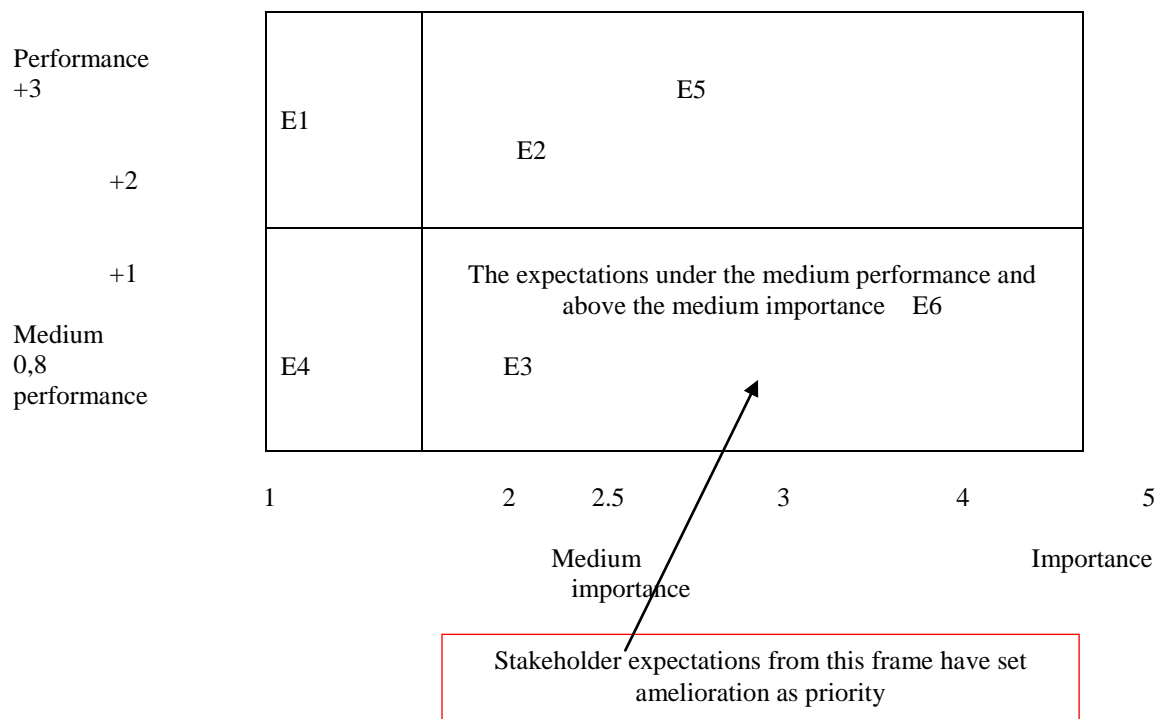 Performance
+3
E5
E1
E2
+2
+1
The expectations under the medium performance and
above the medium importance E6
Medium
0,8
performance
E4
E3
1 2 2.5 3 4 5
Medium
importance
Importance
Stakeholder expectations from this frame have set
amelioration as priority